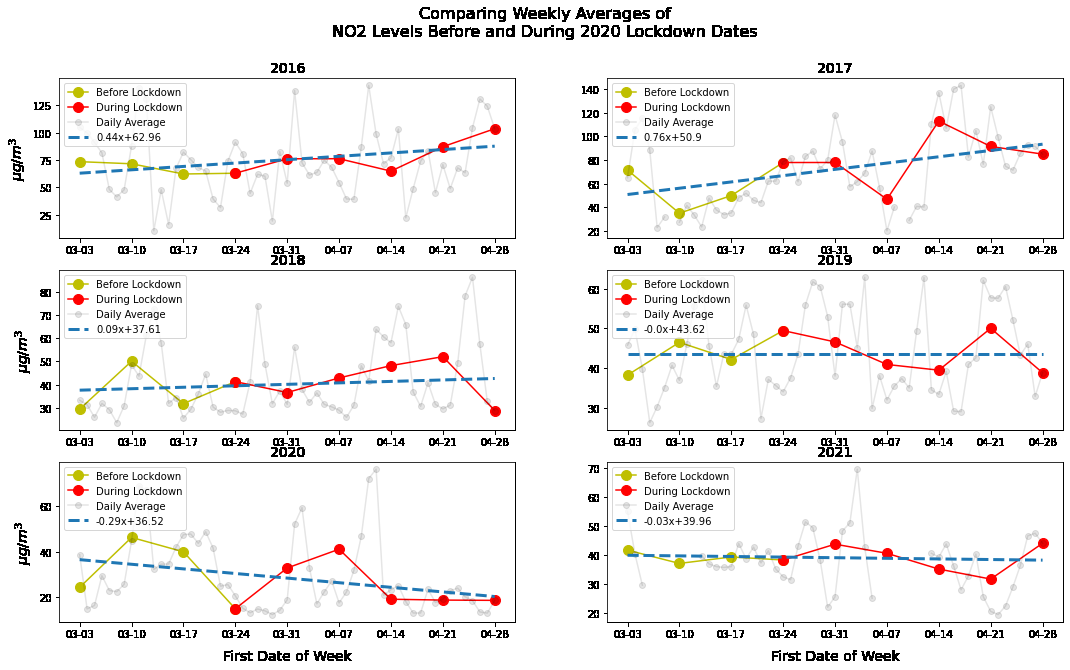 Comparing Weekly Averages of
NO2 Levels Before and During 2020 Lockdown Dates
2016
Before Lockdown
During Lockdown
Daily Average
0.44x+62.96
125
100
75
50
25
μg/m³
03-03 03-10 03-17 03-24 03-31 04-07 04-14 04-21 04-28
2017
Before Lockdown
During Lockdown
Daily Average
0.76x+50.9
140
120
100
80
60
40
20
03-03 03-10 03-17 03-24 03-31 04-07 04-14 04-21 04-28
2018
Before Lockdown
During Lockdown
Daily Average
0.09x+37.61
80
70
60
50
40
30
μg/m³
03-03 03-10 03-17 03-24 03-31 04-07 04-14 04-21 04-28
2019
Before Lockdown
During Lockdown
Daily Average
-0.0x+43.62
60
50
40
30
03-03 03-10 03-17 03-24 03-31 04-07 04-14 04-21 04-28
2020
Before Lockdown
During Lockdown
Daily Average
-0.29x+36.52
60
40
20
μg/m³
03-03 03-10 03-17 03-24 03-31 04-07 04-14 04-21 04-28
First Date of Week
2021
Before Lockdown
During Lockdown
Daily Average
-0.03x+39.96
70
60
50
40
30
20
03-03 03-10 03-17 03-24 03-31 04-07 04-14 04-21 04-28
First Date of Week